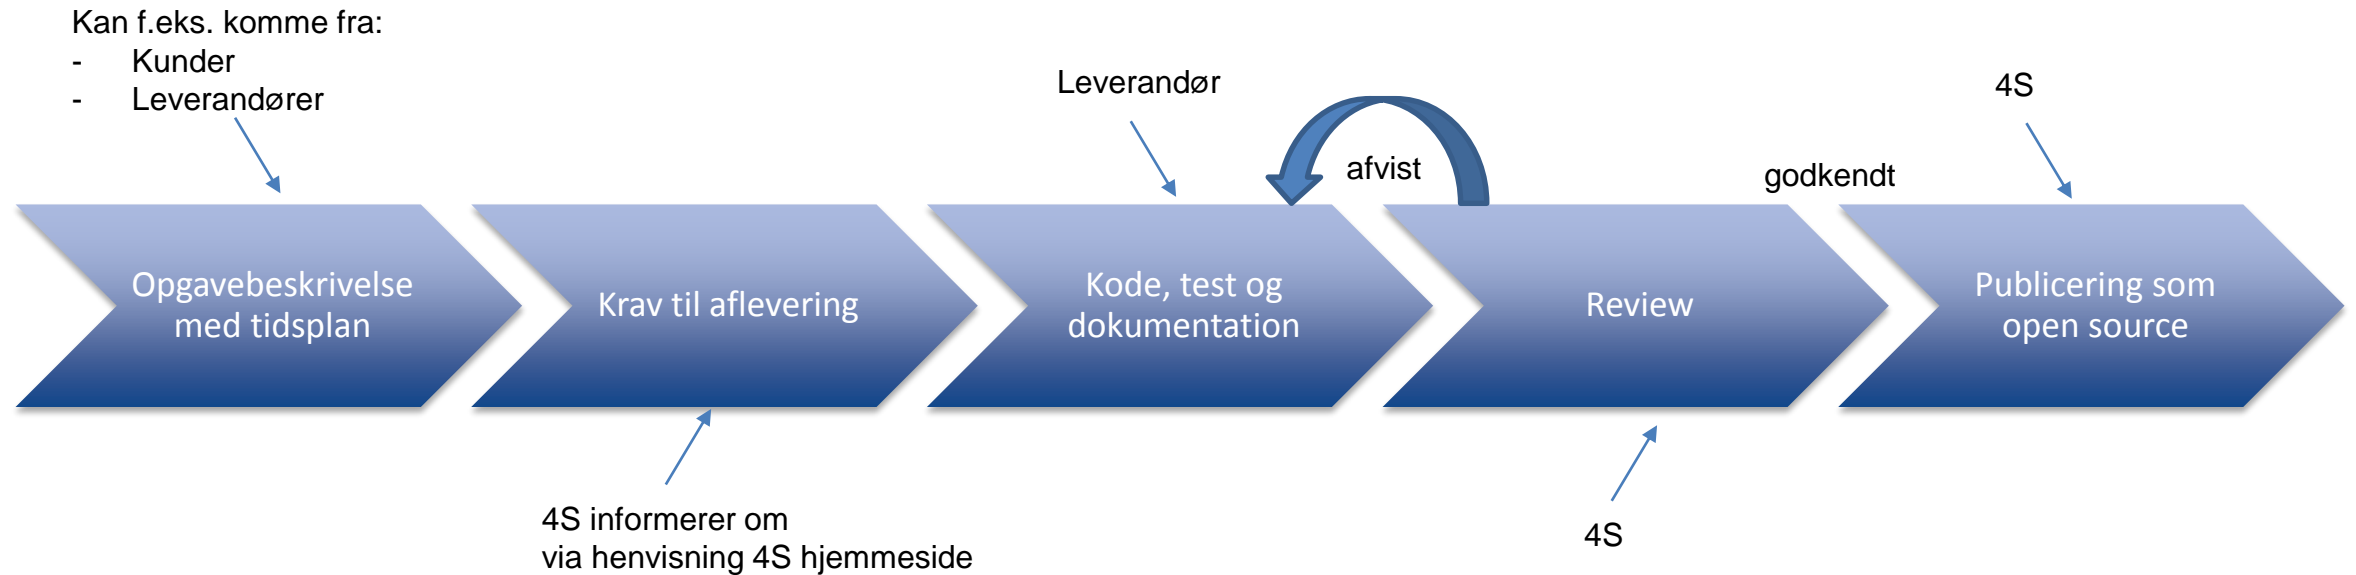 Kan f.eks. komme fra:
- Kunder
- Leverandører
Leverandør
4S
afvist
godkendt
Opgavebeskrivelse
med tidsplan
Krav til aflevering
Kode, test og
dokumentation
Review
Publicering som
open source
4S informerer om
via henvisning 4S hjemmeside
4S